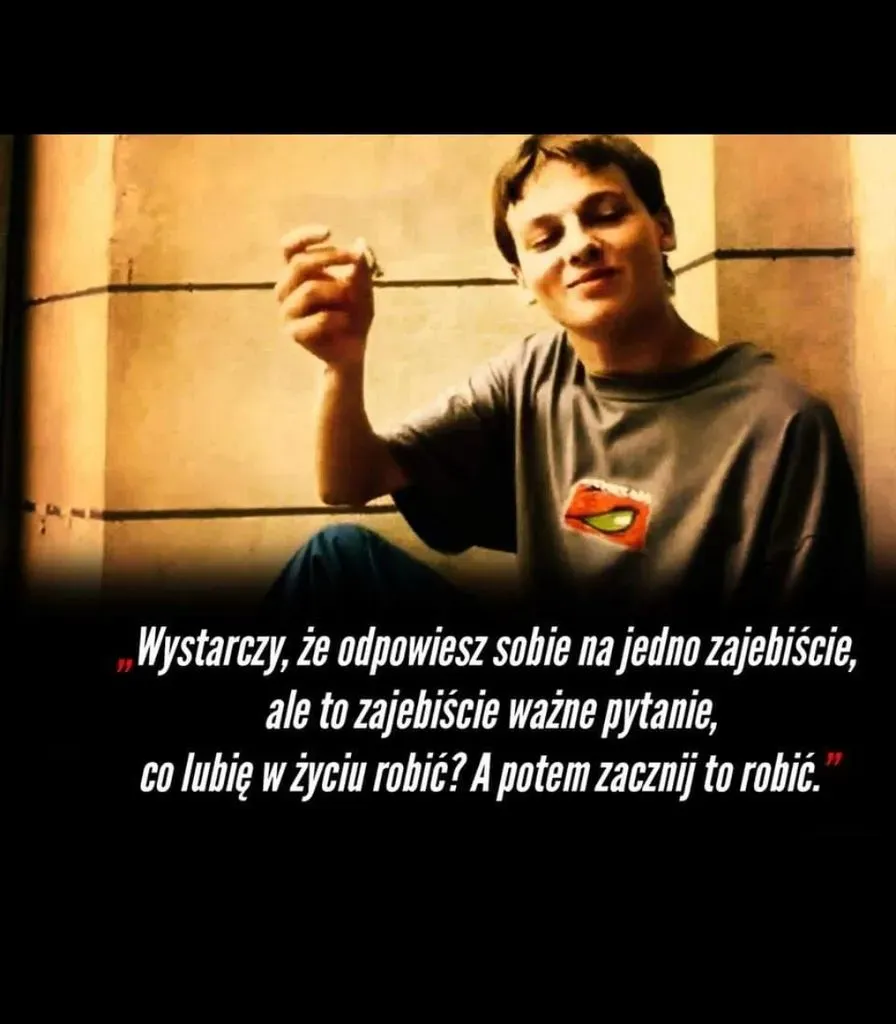 „Wystarczy, że odpowiesz sobie na jedno zajebiście,
ale to zajebiście ważne pytanie,
co lubię w życiu robić? A potem zacznij to robić.”